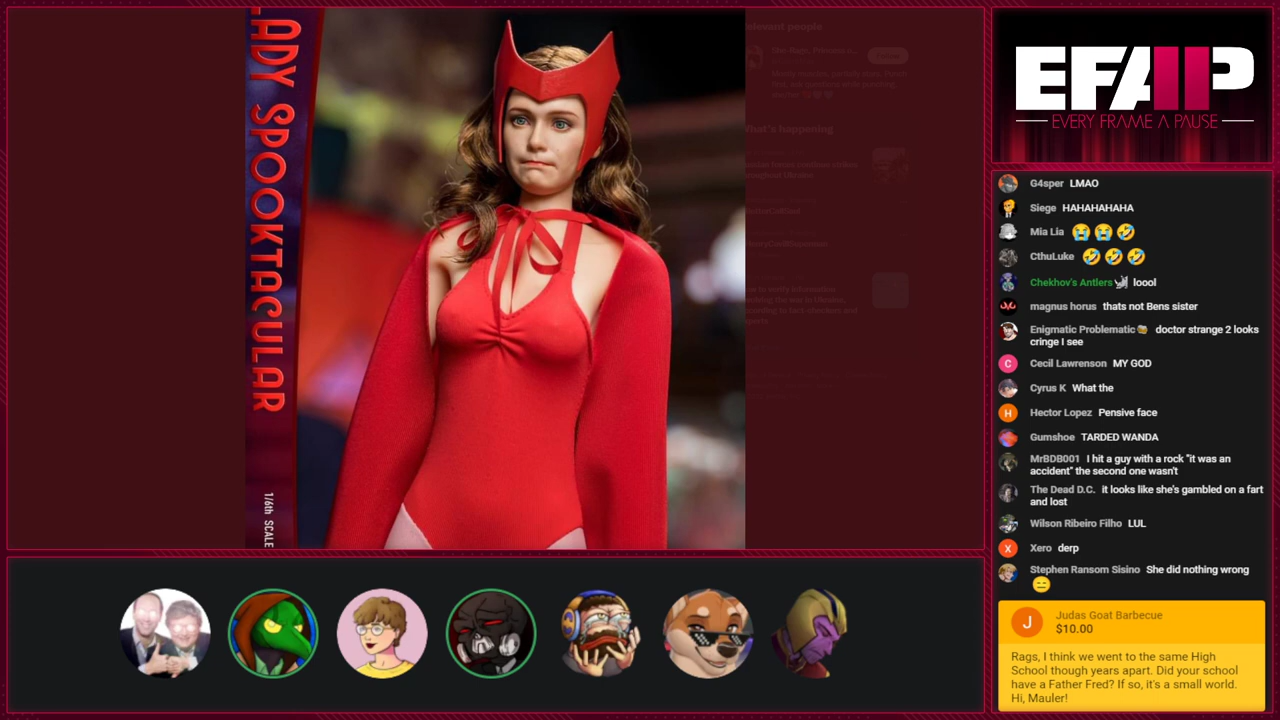 LADY SPOOKTACULAR
1/6th SCALE
What's happening
EFAP
EVERY FRAME A PAUSE
G4sper LMAO
Siege HAHAHAHAHA
Mia Lia 😭😭🤣
CthuLuke 🤣🤣🤣
Chekhov's Antlers loool
magnus horus thats not Bens sister
Enigmatic Problematic doctor strange 2 looks
cringe I see
Cecil Lawrenson MY GOD
Cyrus K What the
Hector Lopez Pensive face
Gumshoe TARDED WANDA
MrBDB001 I hit a guy with a rock "it was an
accident" the second one wasn't
The Dead D.C. it looks like she's gambled on a fart
and lost
Wilson Ribeiro Filho LUL
Xero derp
Stephen Ransom Sisino She did nothing wrong
😑
Judas Goat Barbecue
$10.00
Rags, I think we went to the same High
School though years apart. Did your school
have a Father Fred? If so, it's a small world.
Hi, Mauler!